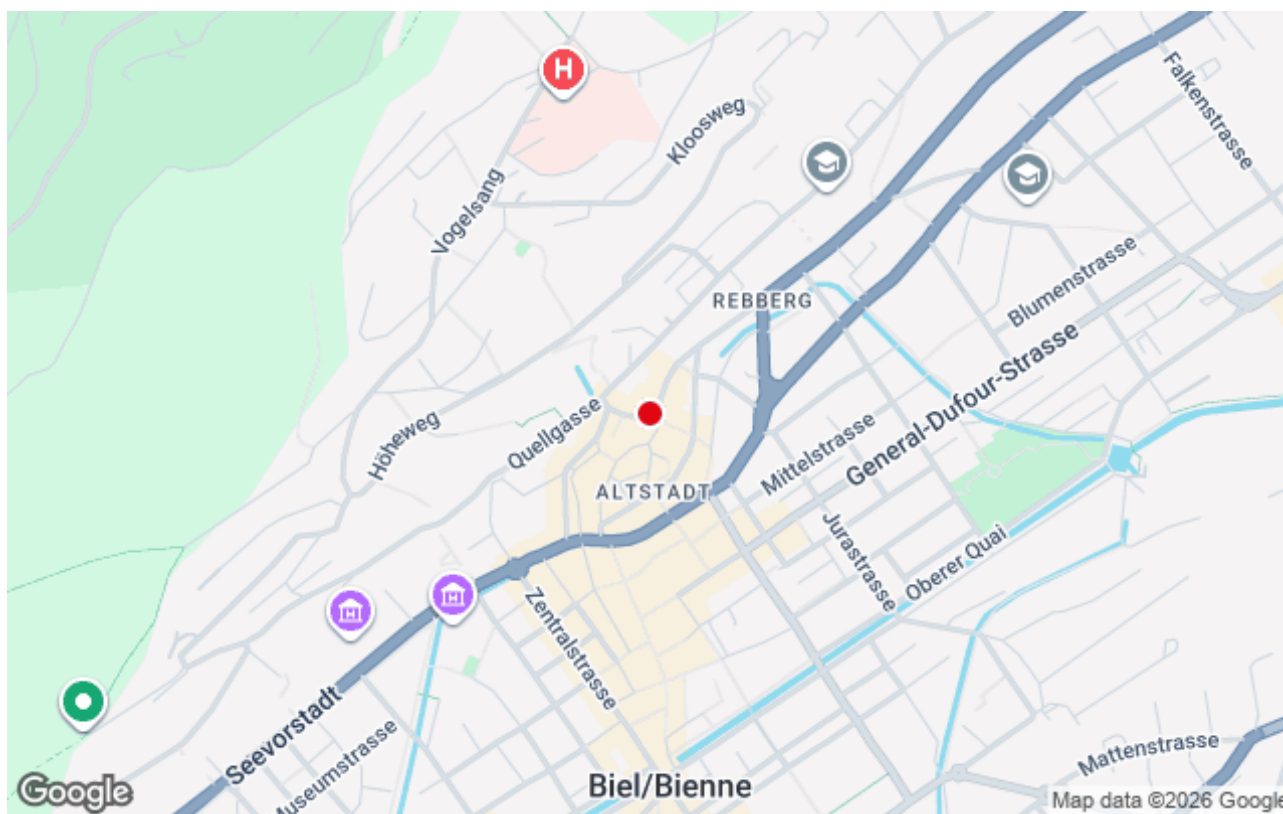 H
Klosweg
Falkenstrasse
Vogelsang
REBBERG
Blumenstrasse
General-Dufour-Strasse
Höheweg
Quellgasse
Mittelstrasse
ALTSTADT
Jurastrasse
Oberer Quai
H
H
Zentralstrasse
Seevorstadt
Museumstrasse
Mattenstrasse
Biel/Bienne
Google
Map data ©2026 Google